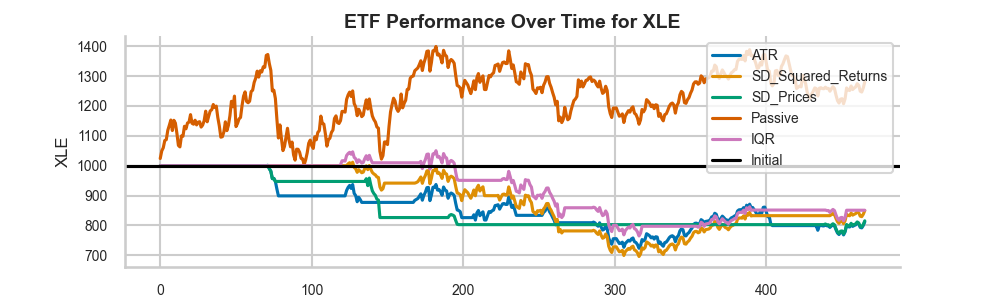 ETF Performance Over Time for XLE
XLE
1400
1300
1200
1100
1000
900
800
700
0
100
200
300
400
ATR
SD_Squared_Returns
SD_Prices
Passive
IQR
Initial